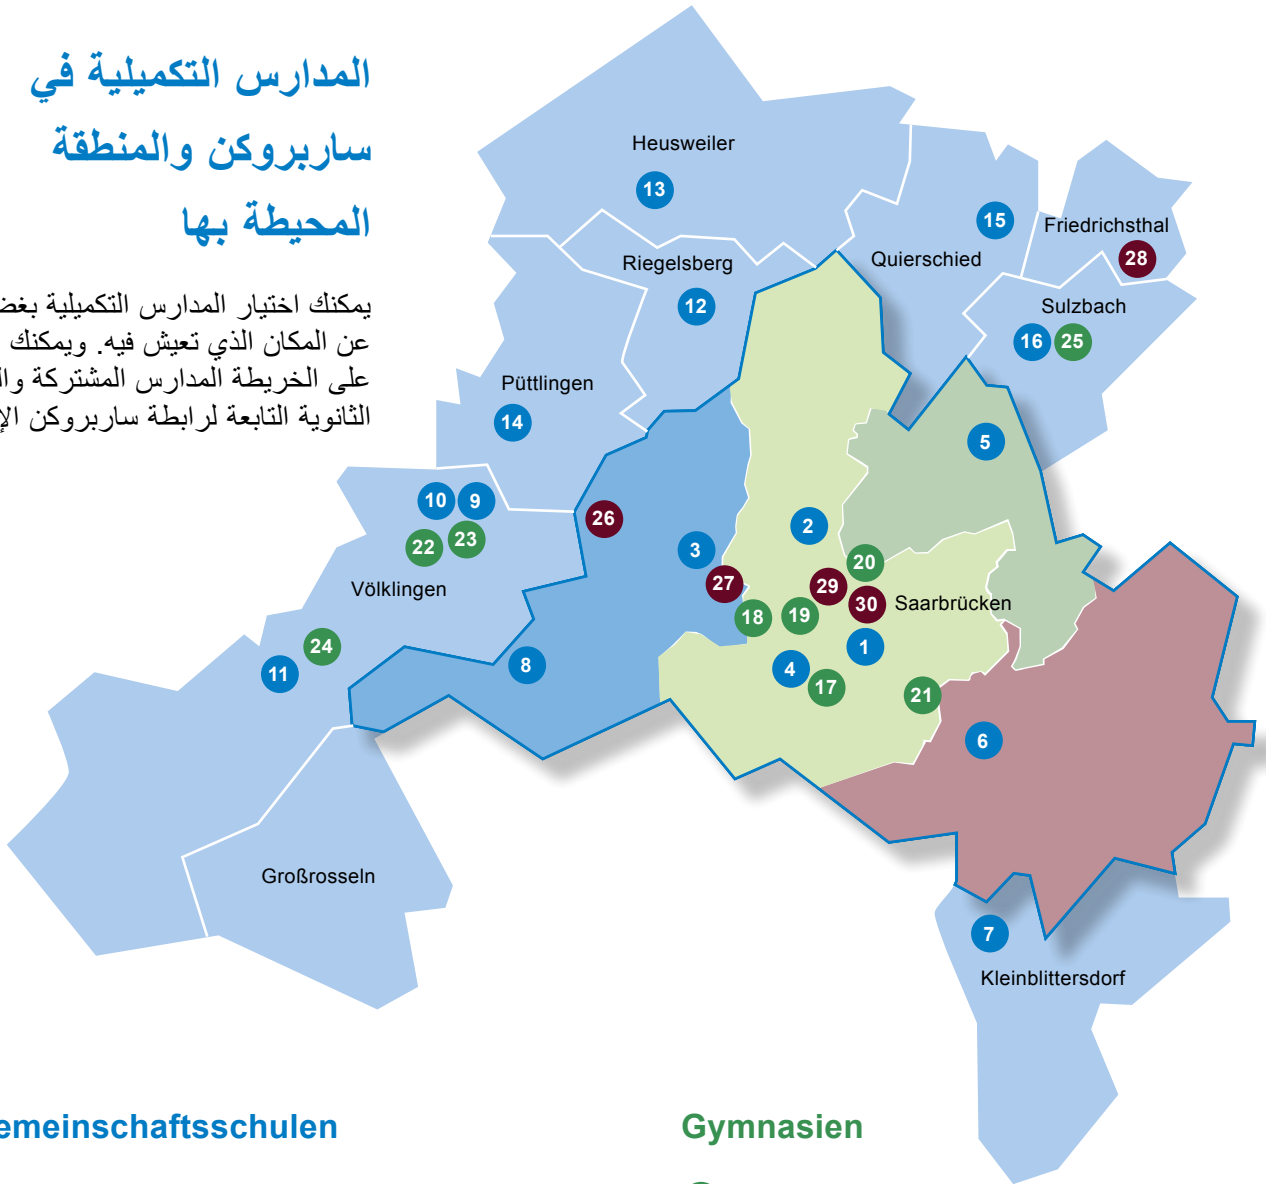 المدارس التكميلية في
ساربروكن والمنطقة
المحيطة بها
يمكنك اختيار المدارس التكميلية
عن المكان الذي تعيش فيه. ويمكنك
على الخريطة المدارس المشتركة
الثانوية التابعة لرابطة ساربروكن
Heusweiler
13
15
Friedrichsthal
28
Riegelsberg
Quierschied
12
Sulzbach
16 25
Püttlingen
14
5
10 9
26
2
22 23
3
20
Völklingen
27
29
30
Saarbrücken
18
19
24
11
8
1
4
17
21
6
Großrosseln
7
Kleinblittersdorf
emeinschaftsschulen
Gymnasien